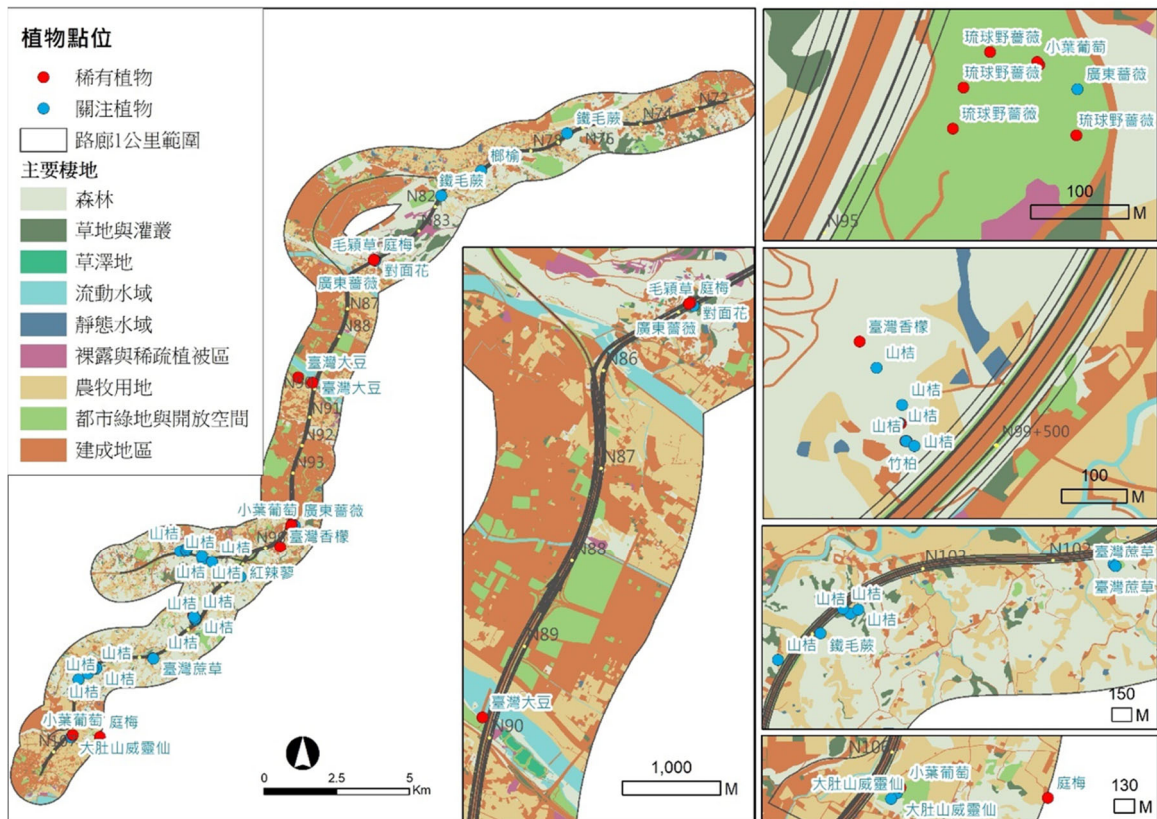 植物點位
稀有植物
關注植物
路廊1公里範圍
主要棲地
森林
草地與灌叢
草澤地
流動水域
靜態水域
裸露與稀疏植被區
農牧用地
都市綠地與開放空間
建成地區
N72
N74
鐵毛蕨
N76
N78
榔榆
鐵毛蕨
N82
N83
毛穎草 庭梅
對面花
廣東薔薇
N87
N88
臺灣大豆
臺灣大豆
N91
N92
N93
小葉葡萄 廣東薔薇
臺灣香檬
山桔
山桔
山桔
山桔
山桔
紅辣蓼
山桔
山桔
山桔
山桔
山桔
山桔
臺灣蔗草
小葉葡萄 庭梅
大肚山威靈仙
0 2.5 5
Km
毛穎草 庭梅
對面花
廣東薔薇
N86
N87
N88
N89
臺灣大豆
N90
1,000
M
琉球野薔薇
小葉葡萄
琉球野薔薇
廣東薔薇
琉球野薔薇
琉球野薔薇
N95
100
M
臺灣香檬
山桔
山桔
山桔
山桔
山桔
竹柏
N99+500
100
M
N103
N102
臺灣蔗草
臺灣蔗草
山桔
山桔
山桔
山桔
鐵毛蕨
150
M
N106
大肚山威靈仙
小葉葡萄
大肚山威靈仙
庭梅
130
M